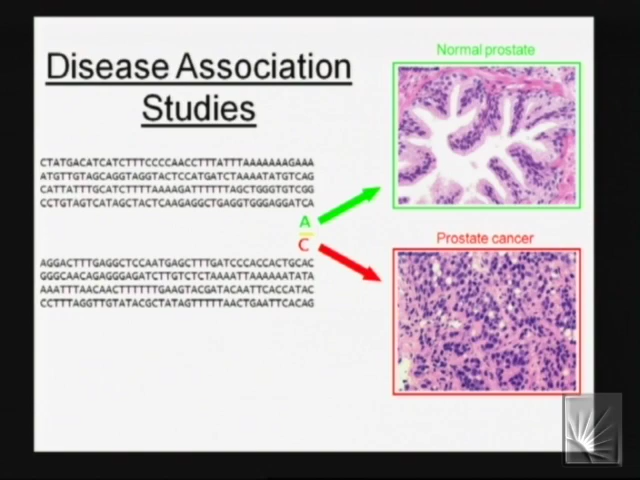 Disease Association
Studies
Normal prostate
CTATGACATCATCTTTCCCCAACCTTTATTTAAAAAAAGAAA
ATGTTGTAGCAGGTAGGTACTCCATGATCTAAAATATGTCAG
CATTATTTGCATCTTTTAAAAGATTTTTTAGCTGGGTGTCGG
CCTGTAGTCATAGCTACTCAAGAGGCTGAGGTGGGAGGATCA
A
C
Prostate cancer
AGGACTTTGAGGCTCCAATGAGCTTTGATCCCACCACTGCAC
GGGCAACAGAGGGAGATCTTGTCTCTAAAATTAAAAAATATA
AAATTTAACAACTTTTTTGAAGTACGATACAATTCACCATAC
CCTTTAGGTTGTATACGCTATAGTTTTTAACTGAATTCACAG